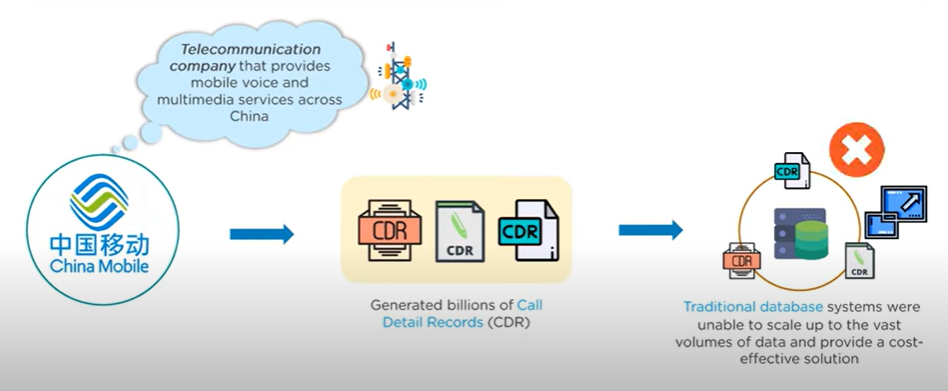 Telecommunication
company that provides
mobile voice and
multimedia services across
China
中国移动
China Mobile
CDR
CDR
CDR
Generated billions of Call
Detail Records (CDR)
CDR
CDR
CDR
Traditional database systems were
unable to scale up to the vast
volumes of data and provide a cost-
effective solution